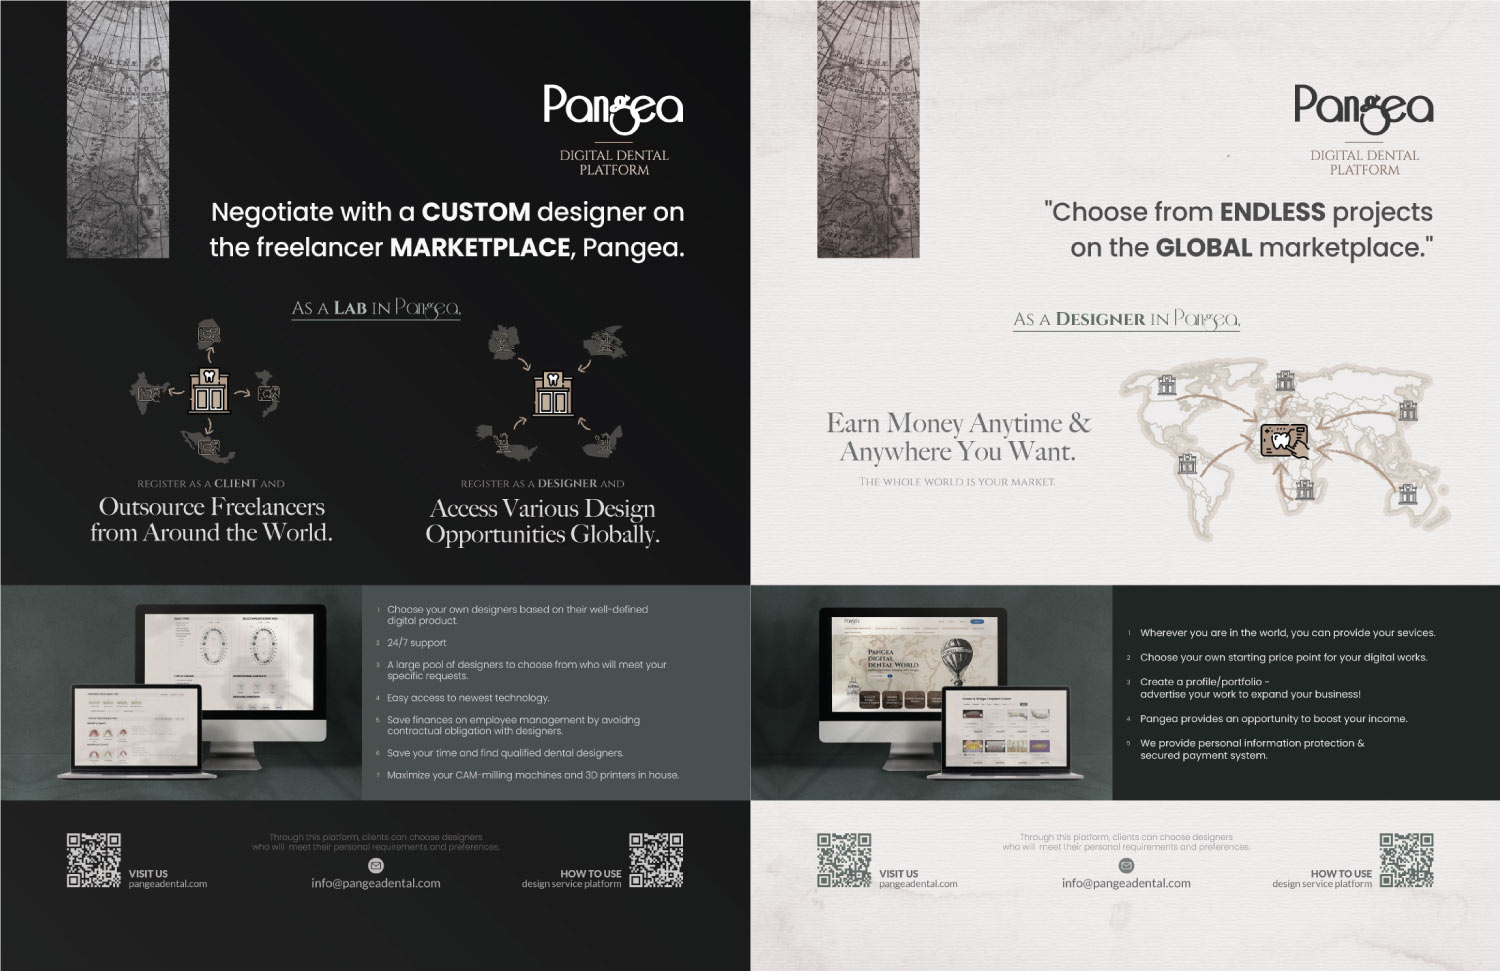 Pangea
DIGITAL DENTAL
PLATFORM
Negotiate with a CUSTOM designer on
the freelancer MARKETPLACE, Pangea.
AS A LAB IN Pangea,
REGISTER AS A CLIENT AND
Outsource Freelancers
from Around the World.
REGISTER AS A DESIGNER AND
Access Various Design
Opportunities Globally.
1 Choose your own designers based on their well-defined
digital product.
2 24/7 support
3 A large pool of designers to choose from who will meet your
specific requests.
4 Easy access to newest technology.
5 Save finances on employee management by avoidng
contractual obligation with designers.
6 Save your time and find qualified dental designers.
7 Maximize your CAM-milling machines and 3D printers in house.
VISIT US
pangeadental.com
Through this platform, clients can choose designers
who will meet their personal requirements and preferences.
info@pangeadental.com
HOW TO USE
design service platform
Pangea
DIGITAL DENTAL
PLATFORM
"Choose from ENDLESS projects
on the GLOBAL marketplace."
AS A DESIGNER IN Pangea,
Earn Money Anytime &
Anywhere You Want.
THE WHOLE WORLD IS YOUR MARKET.
Pangea
PANGEA
DIGITAL
DENTAL WORLD
1 Wherever you are in the world, you can provide your sevices.
2 Choose your own starting price point for your digital works.
3 Create a profile/portfolio -
advertise your work to expand your business!
4 Pangea provides an opportunity to boost your income.
5 We provide personal information protection &
secured payment system.
VISIT US
pangeadental.com
Through this platform, clients can choose designers
who will meet their personal requirements and preferences.
info@pangeadental.com
HOW TO USE
design service platform